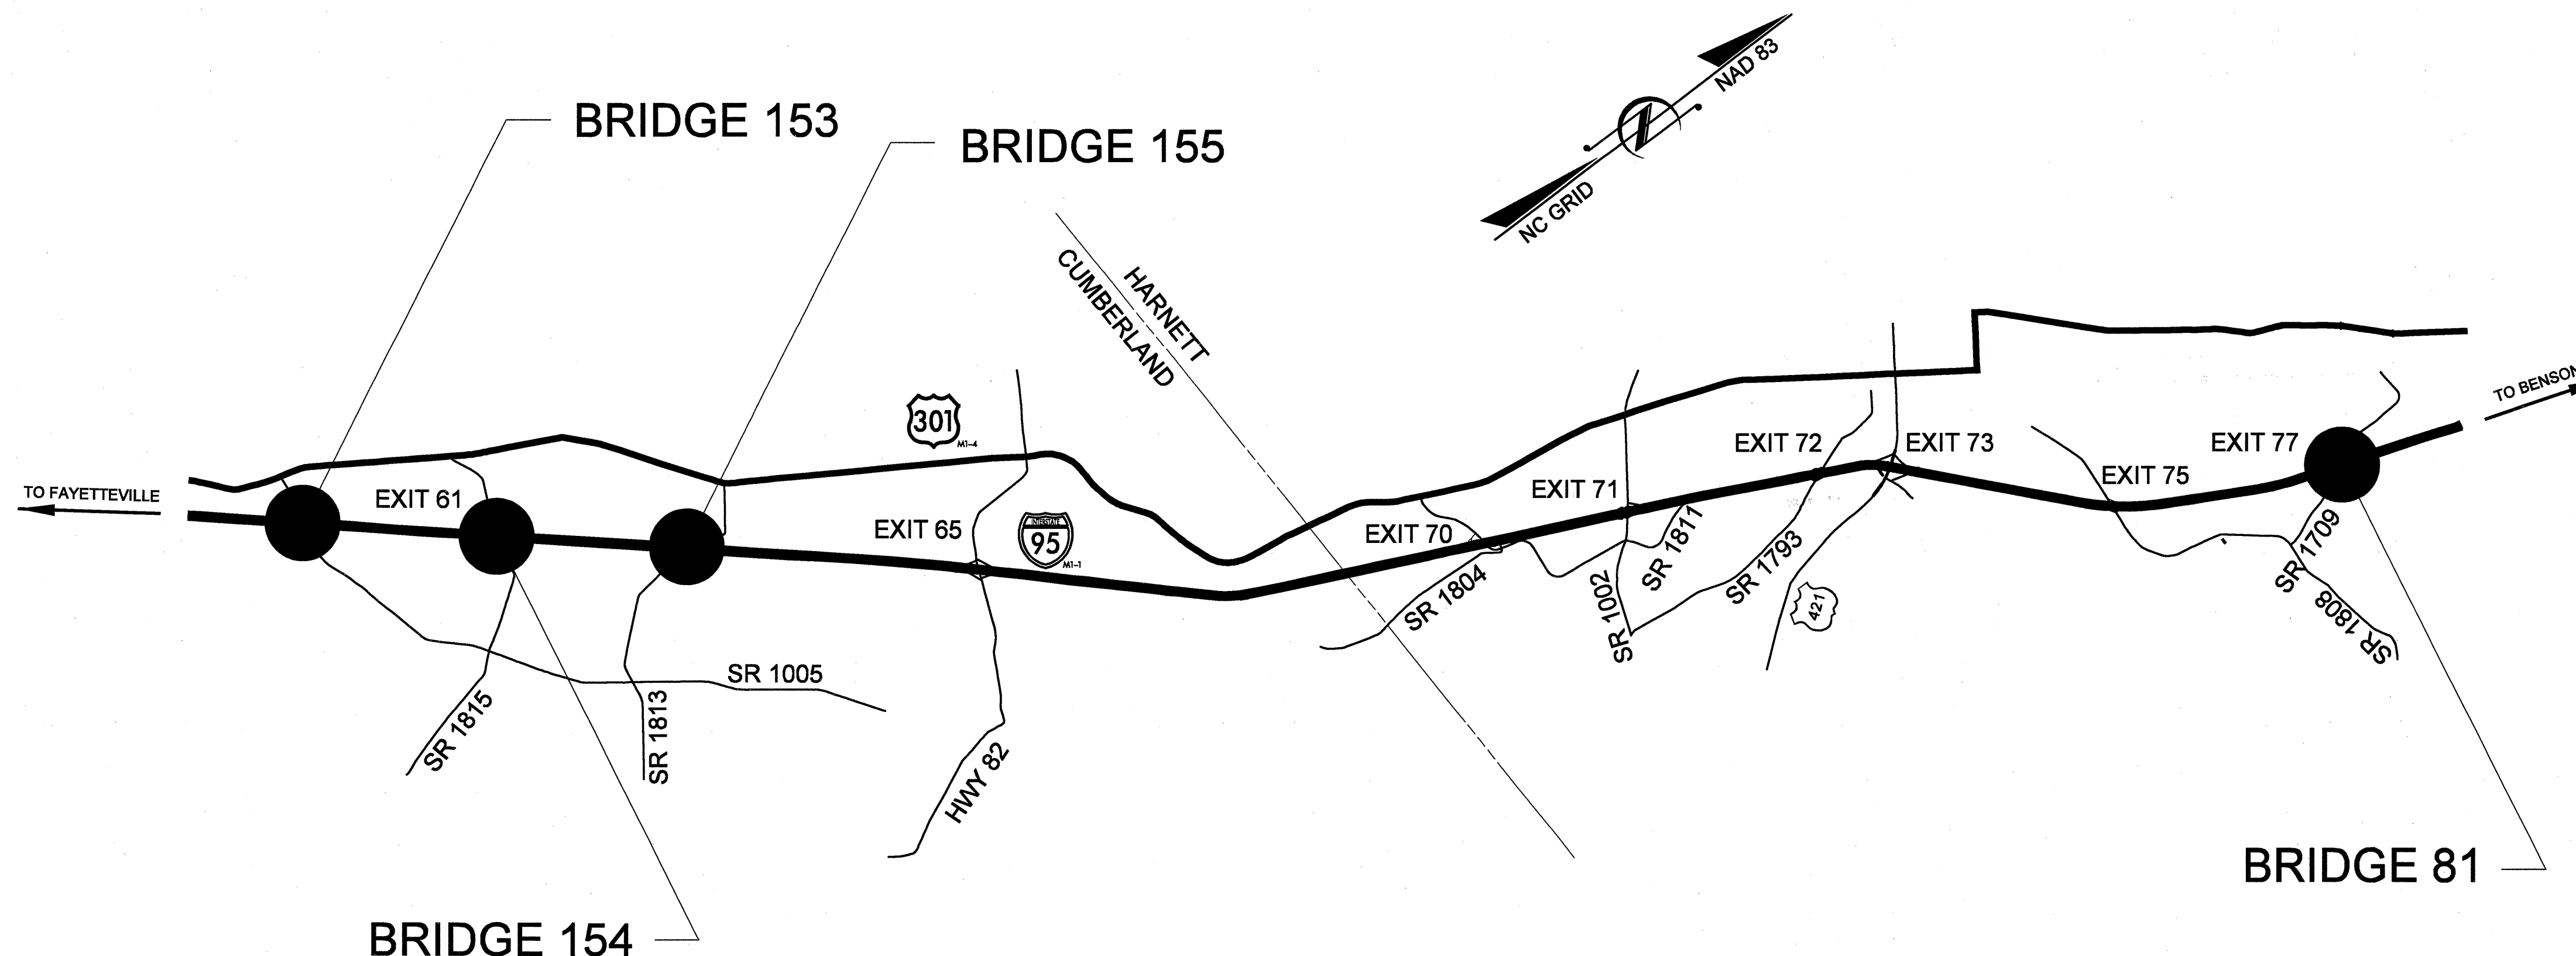 BRIDGE 153
BRIDGE 155
NAD 83
NC GRID
HARNETT
CUMBERLAND
301
M1-4
TO BENSON
TO FAYETTEVILLE
EXIT 61
EXIT 65
INTERSTATE
95
M1-1
EXIT 70
EXIT 71
EXIT 72
EXIT 73
EXIT 75
EXIT 77
SR 1804
SR 1002
SR 1811
SR 1793
421
SR 1709
SR 1808
SR 1005
SR 1815
SR 1813
HWY 82
BRIDGE 81
BRIDGE 154